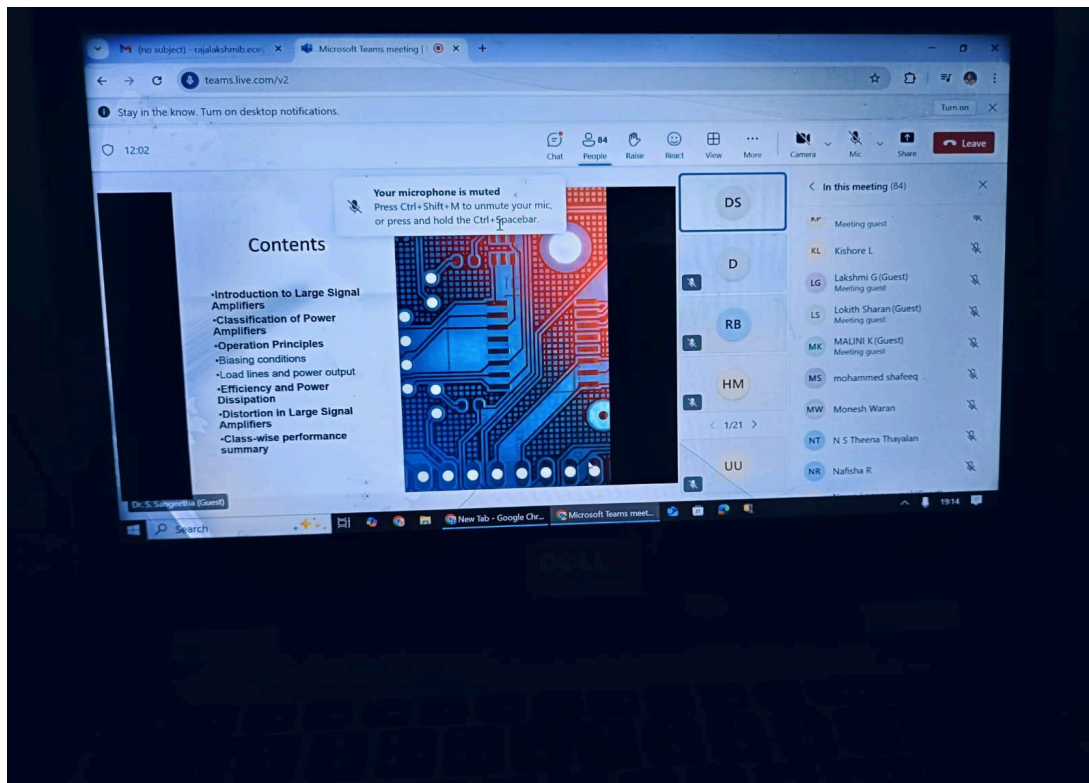 (no subject) - rajalakshmib.ece
Microsoft Teams meeting |
teams.live.com/v2
Stay in the know. Turn on desktop notifications.
Turn on
12:02
Chat
84
People
Raise
React
View
More
Camera
Mic
Share
Leave
Your microphone is muted
Press Ctrl+Shift+M to unmute your mic,
or press and hold the Ctrl+Spacebar.
Contents
•Introduction to Large Signal
Amplifiers
•Classification of Power
Amplifiers
•Operation Principles
•Biasing conditions
•Load lines and power output
•Efficiency and Power
Dissipation
•Distortion in Large Signal
Amplifiers
•Class-wise performance
summary
Dr. S. Sangeetha (Guest)
DS
D
RB
HM
1/21
UU
In this meeting (84)
Meeting guest
KL Kishore L
LG Lakshmi G (Guest)
Meeting guest
LS Lokith Sharan (Guest)
Meeting guest
MK MALINI K (Guest)
Meeting guest
MS mohammed shafeeq
MW Monesh Waran
NT N S Theena Thayalan
NR Nafisha R
Search
New Tab - Google Chr...
Microsoft Teams meet...
19:14
DELL